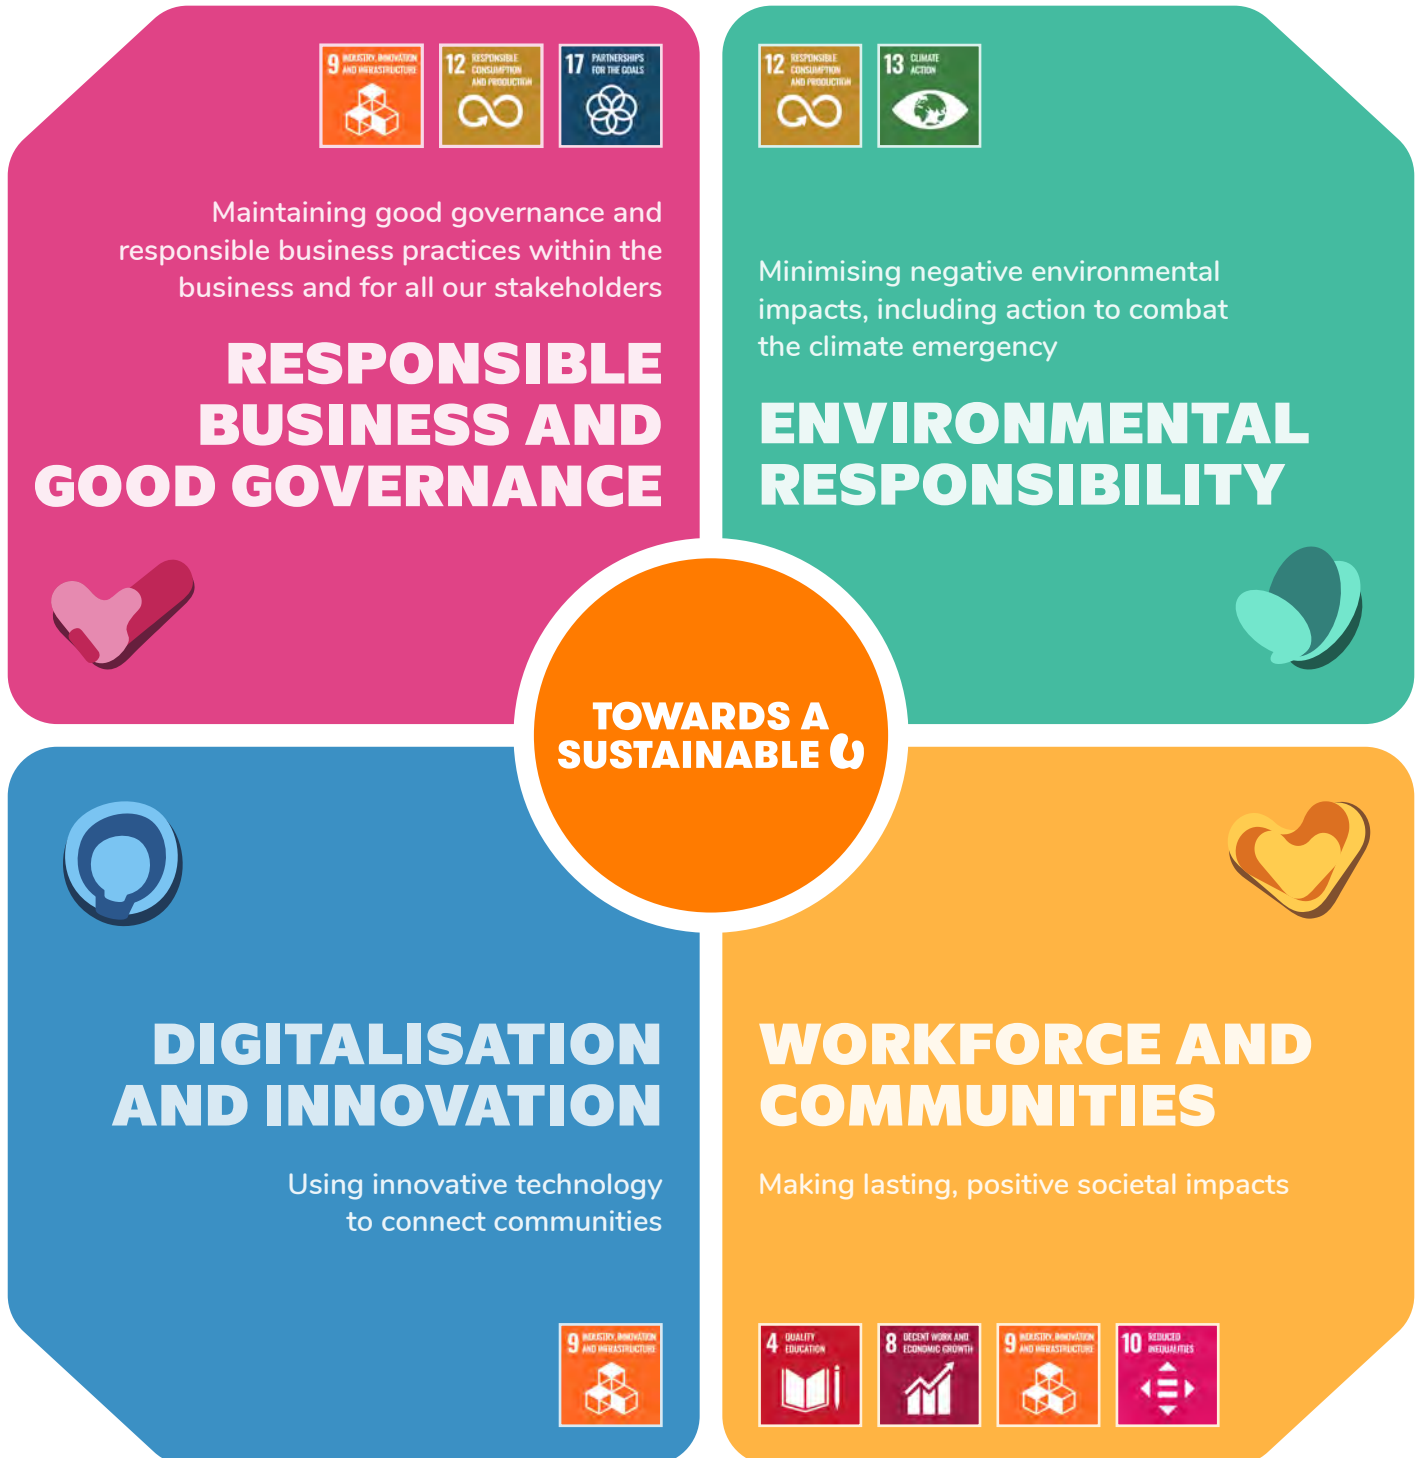 9 INDUSTRY, INNOVATION
AND INFRASTRUCTURE
12 RESPONSIBLE
CONSUMPTION
AND PRODUCTION
17 PARTNERSHIPS
FOR THE GOALS
Maintaining good governance and
responsible business practices within the
business and for all our stakeholders
RESPONSIBLE
BUSINESS AND
GOOD GOVERNANCE
12 RESPONSIBLE
CONSUMPTION
AND PRODUCTION
13 CLIMATE
ACTION
Minimising negative environmental
impacts, including action to combat
the climate emergency
ENVIRONMENTAL
RESPONSIBILITY
TOWARDS A
SUSTAINABLE U
DIGITALISATION
AND INNOVATION
Using innovative technology
to connect communities
9 INDUSTRY, INNOVATION
AND INFRASTRUCTURE
WORKFORCE AND
COMMUNITIES
Making lasting, positive societal impacts
4 QUALITY
EDUCATION
8 DECENT WORK AND
ECONOMIC GROWTH
9 INDUSTRY, INNOVATION
AND INFRASTRUCTURE
10 REDUCED
INEQUALITIES